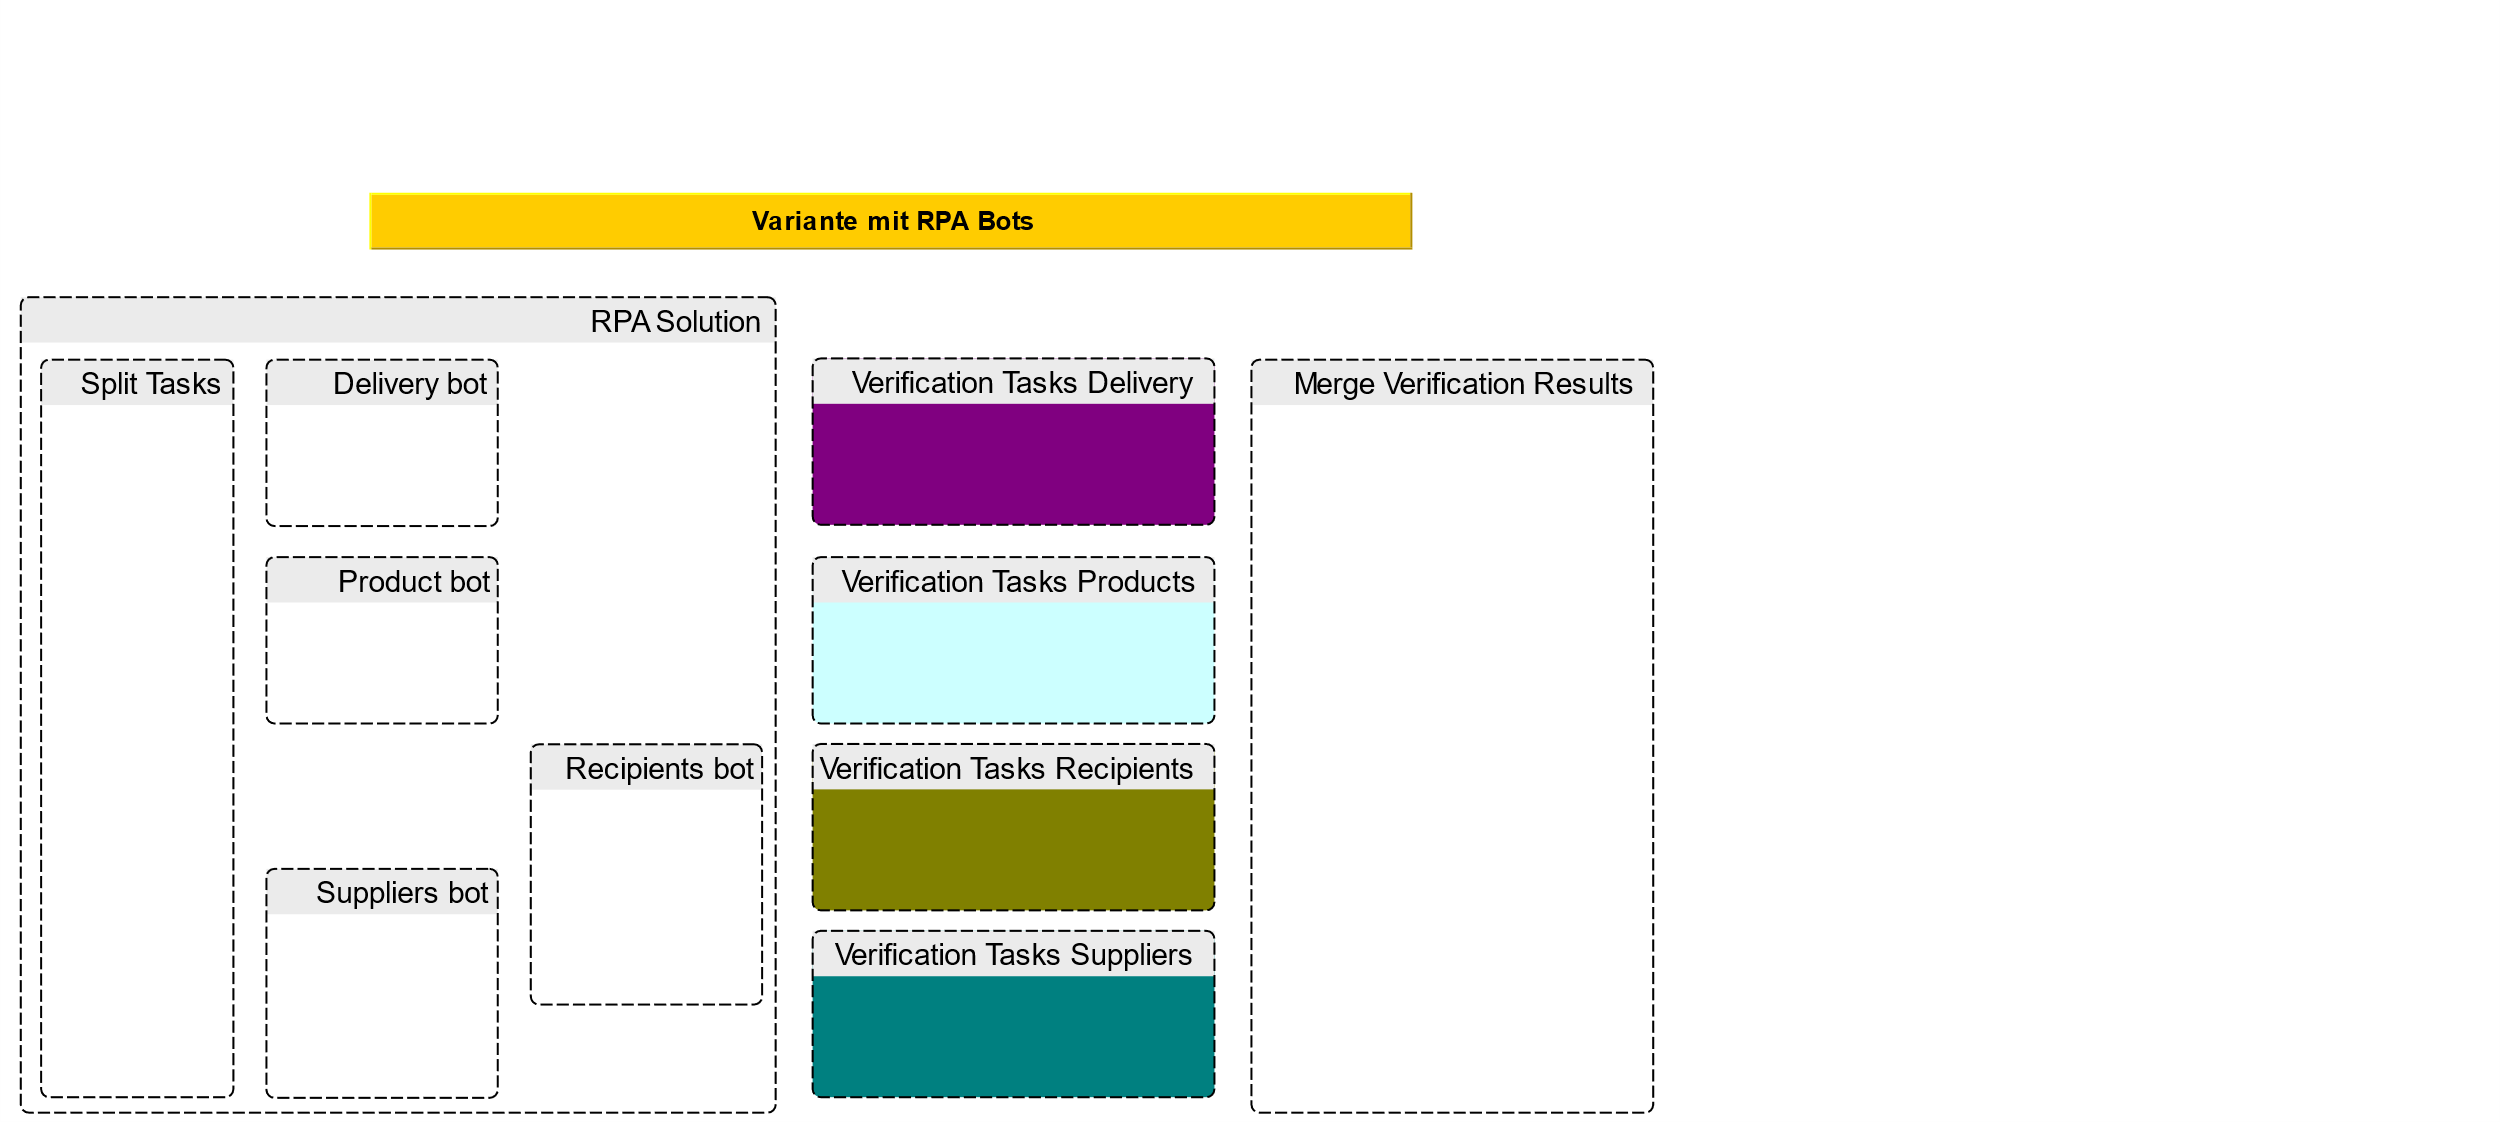 Variante mit RPA Bots
RPA Solution
Split Tasks
Delivery bot
Verification Tasks Delivery
Merge Verification Results
Product bot
Verification Tasks Products
Recipients bot
Verification Tasks Recipients
Suppliers bot
Verification Tasks Suppliers